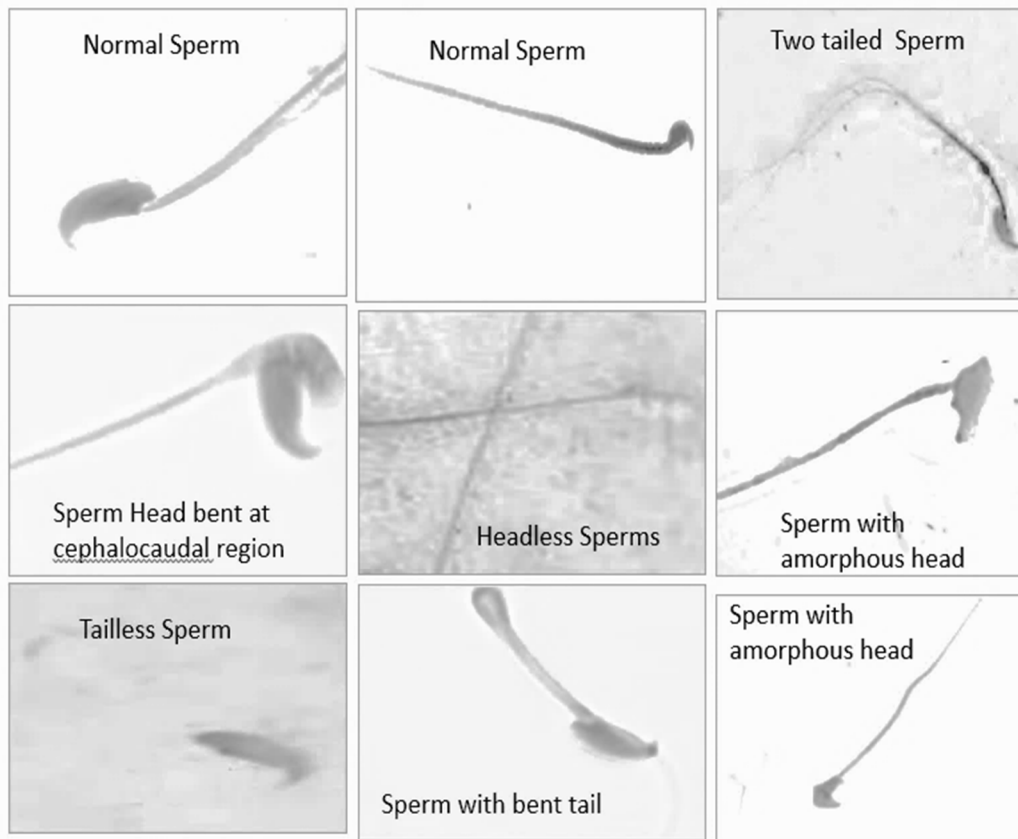 Normal Sperm
Normal Sperm
Two tailed  Sperm
Sperm Head bent at
cephalocaudal region
Headless Sperms
Sperm with
amorphous head
Tailless Sperm
Sperm with bent tail
Sperm with
amorphous head